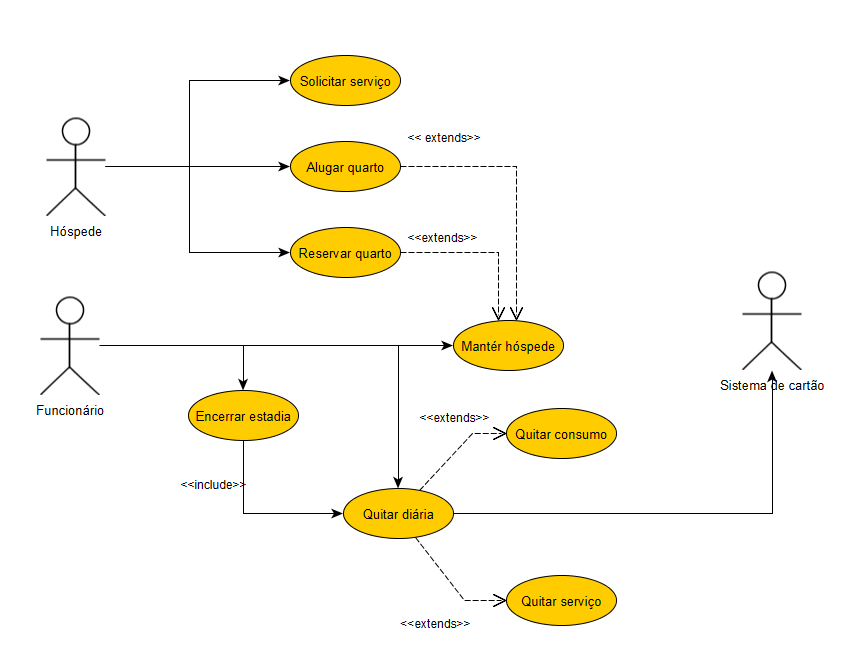 Solicitar serviço
<< extends>>
Alugar quarto
Hóspede
<<extends>>
Reservar quarto
Mantér hóspede
Sistema de cartão
Funcionário
Encerrar estadia
<<extends>>
Quitar consumo
<<include>>
Quitar diária
Quitar serviço
<<extends>>